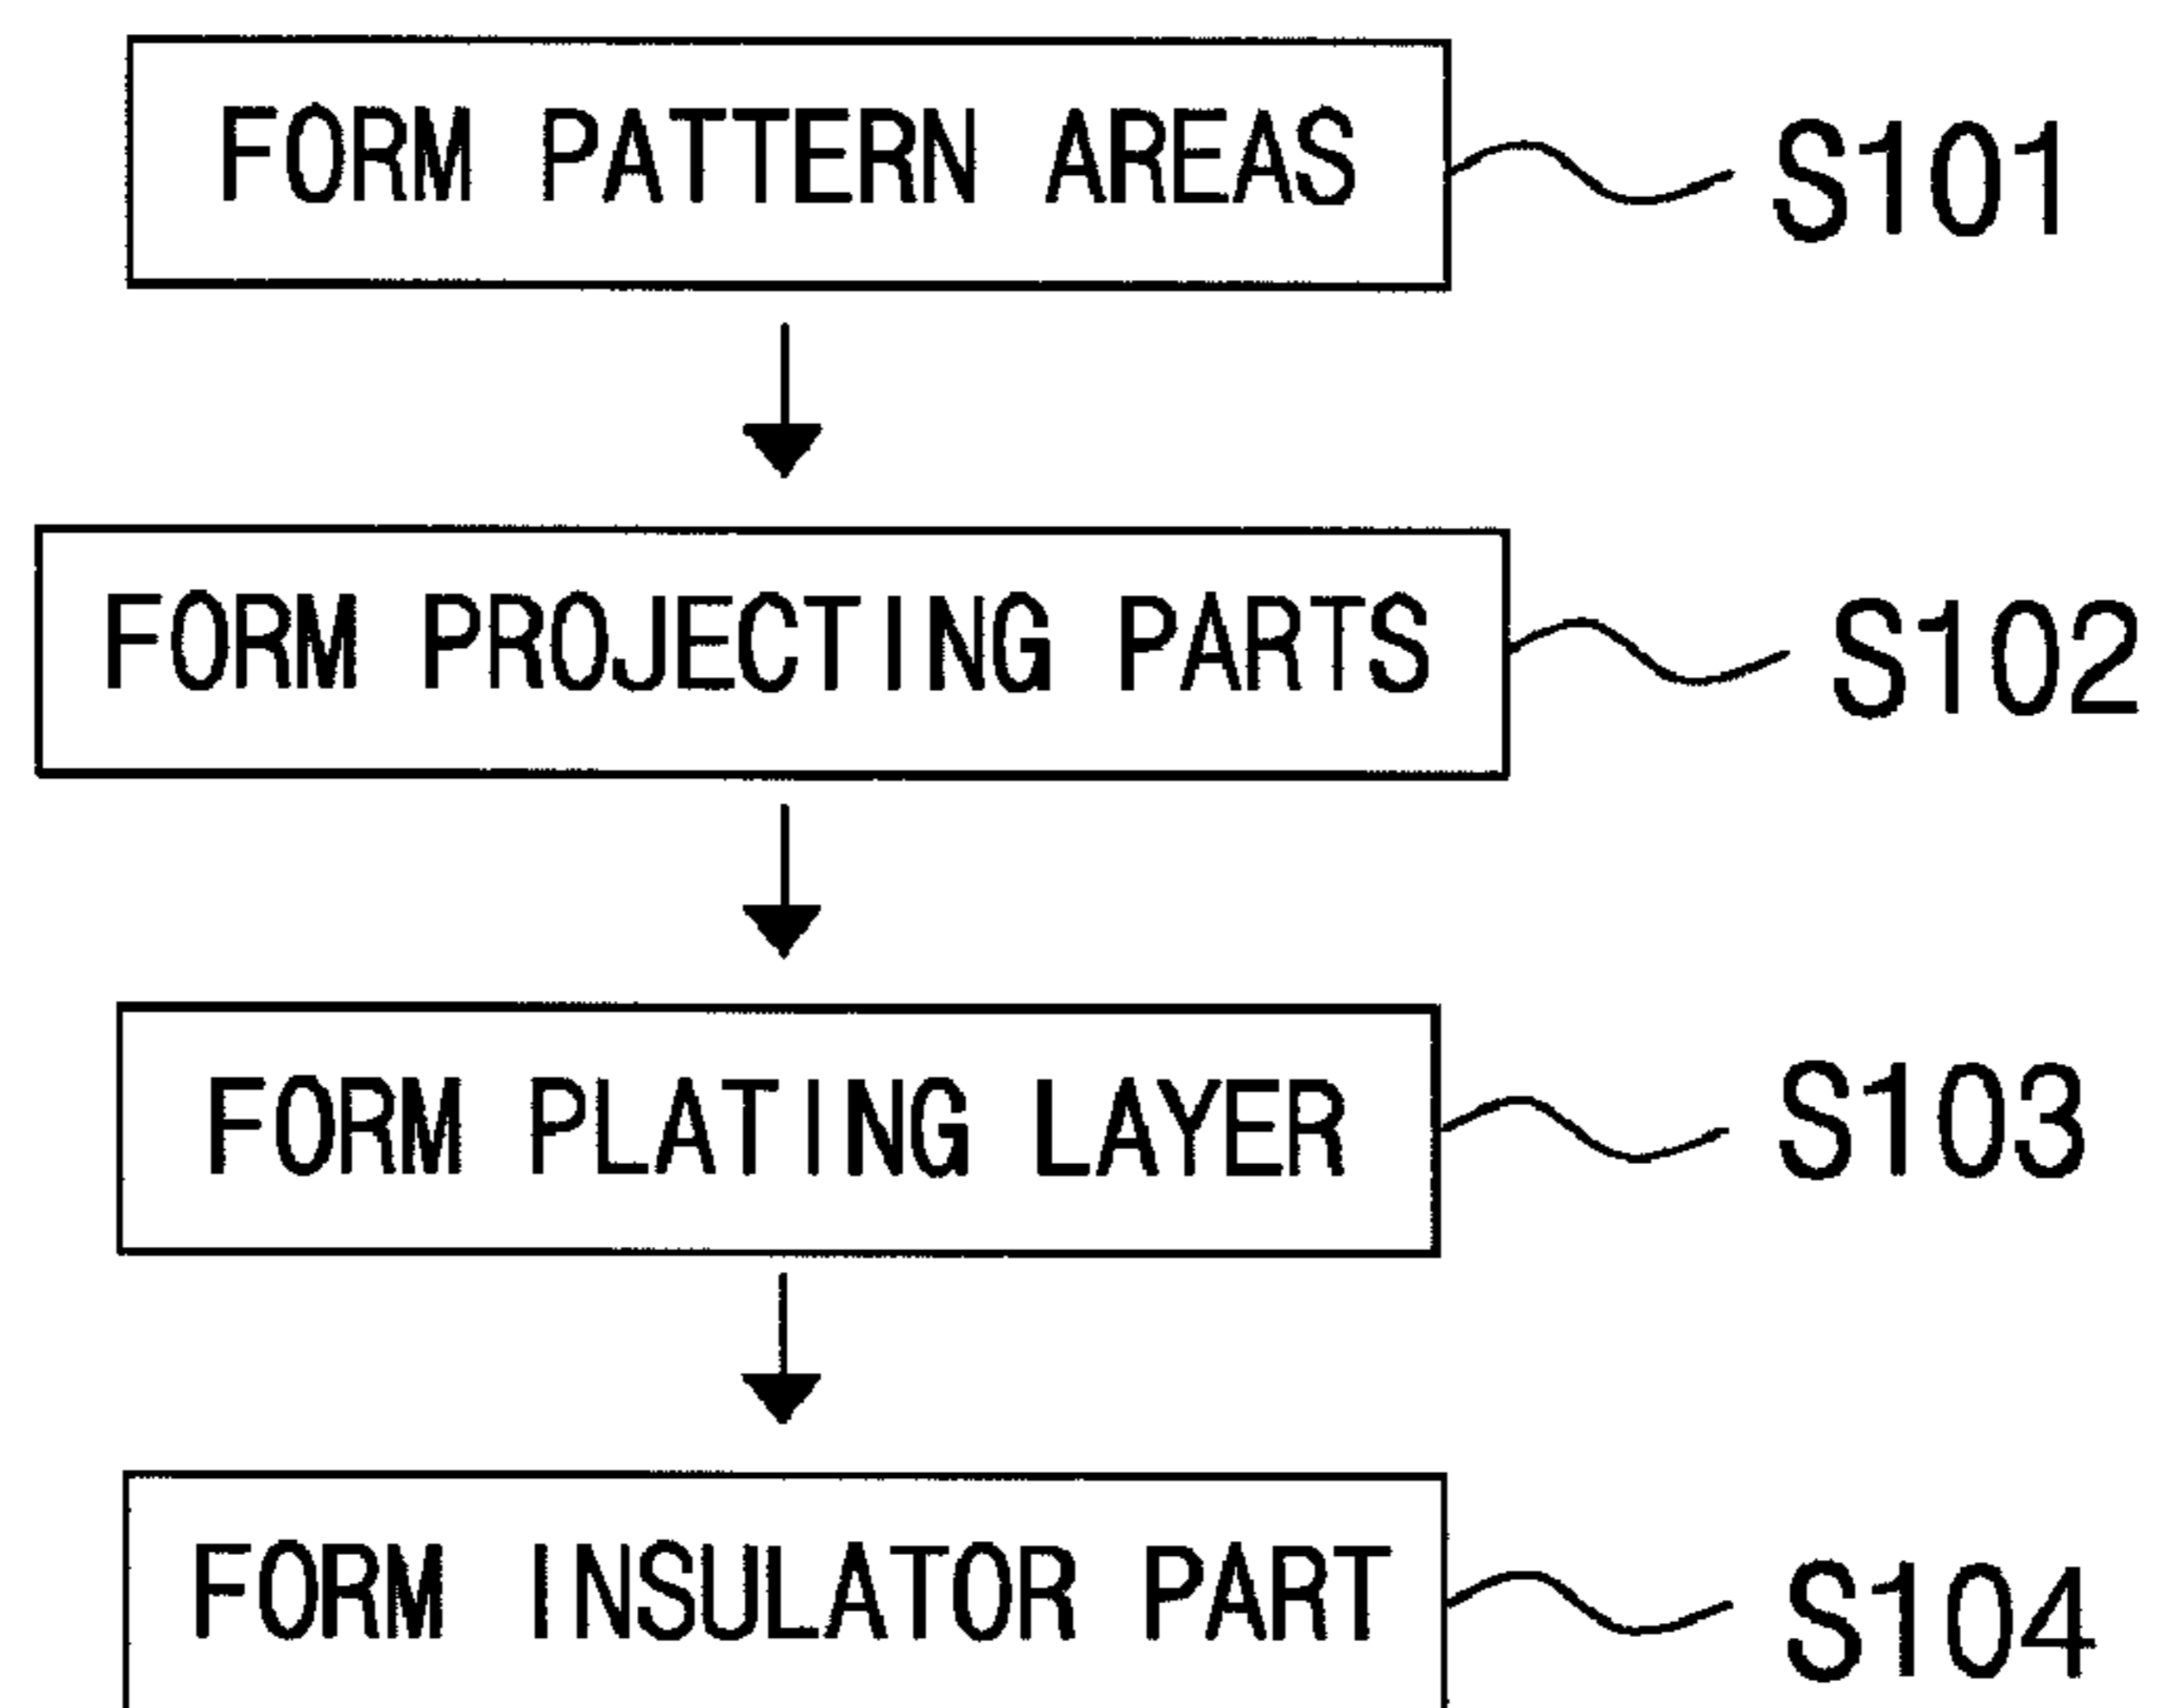 FORM PATTERN AREAS S101
FORM PROJECTING PARTS S102
FORM PLATING LAYER S103
FORM INSULATOR PART S104